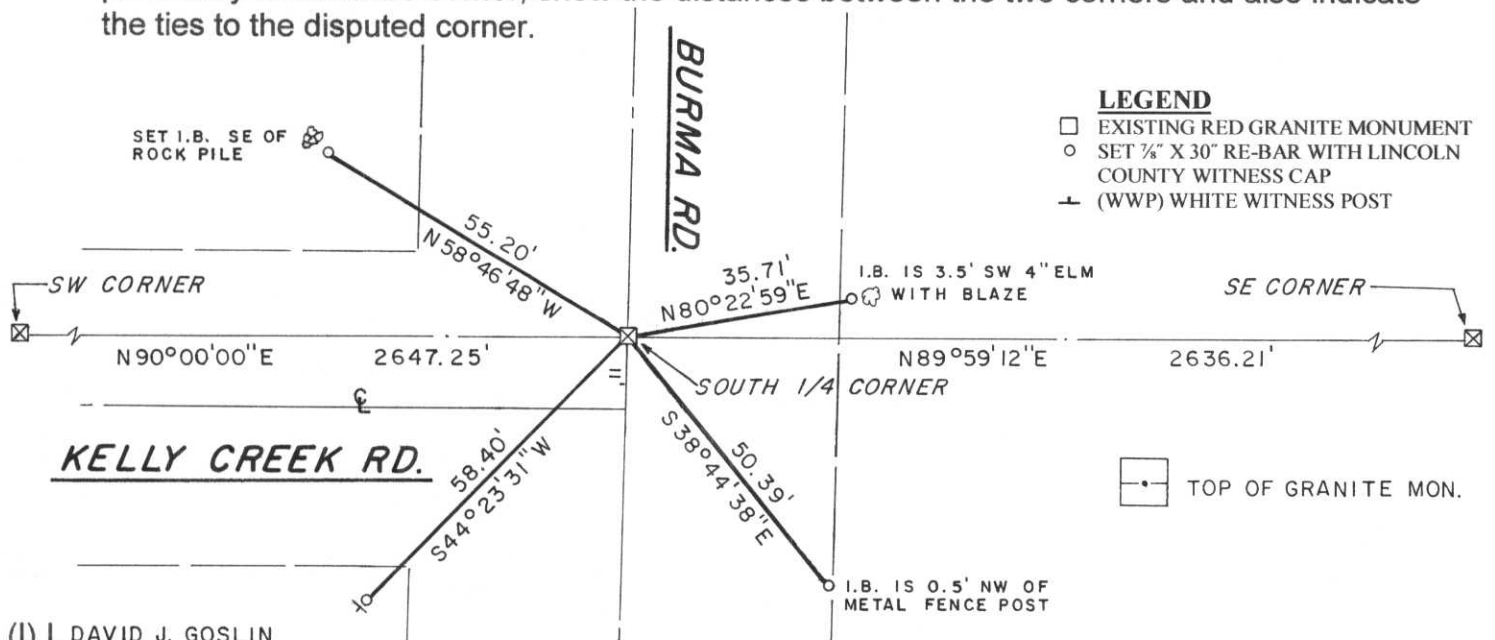 the ties to the disputed corner.
BURMA RD.
LEGEND
EXISTING RED GRANITE MONUMENT
SET ⅞" X 30" RE-BAR WITH LINCOLN
COUNTY WITNESS CAP
(WWP) WHITE WITNESS POST
SET I.B. SE OF
ROCK PILE
55.20'
N58°46'48"W
35.71'
N80°22'59"E
I.B. IS 3.5' SW 4" ELM
WITH BLAZE
SW CORNER
SE CORNER
N90°00'00"E 2647.25'
N89°59'12"E 2636.21'
SOUTH 1/4 CORNER
℄
KELLY CREEK RD.
58.40'
S44°23'31"W
50.39'
S38°44'38"E
TOP OF GRANITE MON.
I.B. IS 0.5' NW OF
METAL FENCE POST
(1) I, DAVID J. GOSLIN